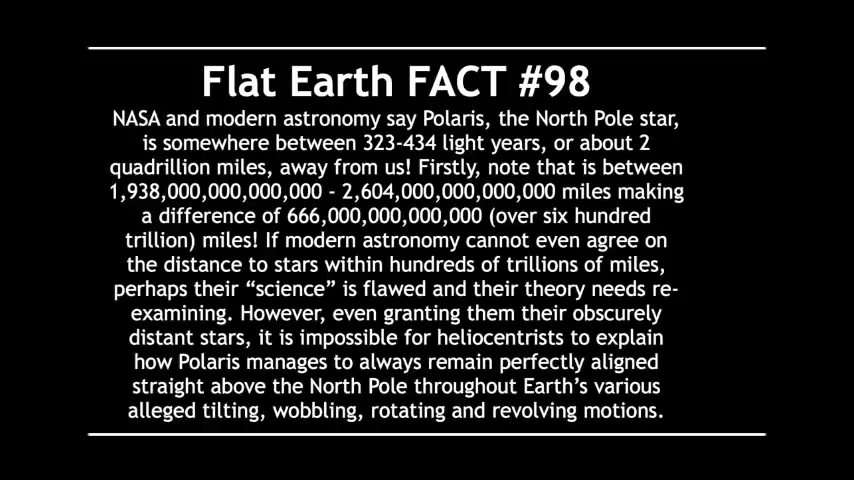 Flat Earth FACT #98
NASA and modern astronomy say Polaris, the North Pole star,
is somewhere between 323-434 light years, or about 2
quadrillion miles, away from us! Firstly, note that is between
1,938,000,000,000,000 - 2,604,000,000,000,000 miles making
a difference of 666,000,000,000,000 (over six hundred
trillion) miles! If modern astronomy cannot even agree on
the distance to stars within hundreds of trillions of miles,
perhaps their “science” is flawed and their theory needs re-
examining. However, even granting them their obscurely
distant stars, it is impossible for heliocentrists to explain
how Polaris manages to always remain perfectly aligned
straight above the North Pole throughout Earth’s various
alleged tilting, wobbling, rotating and revolving motions.